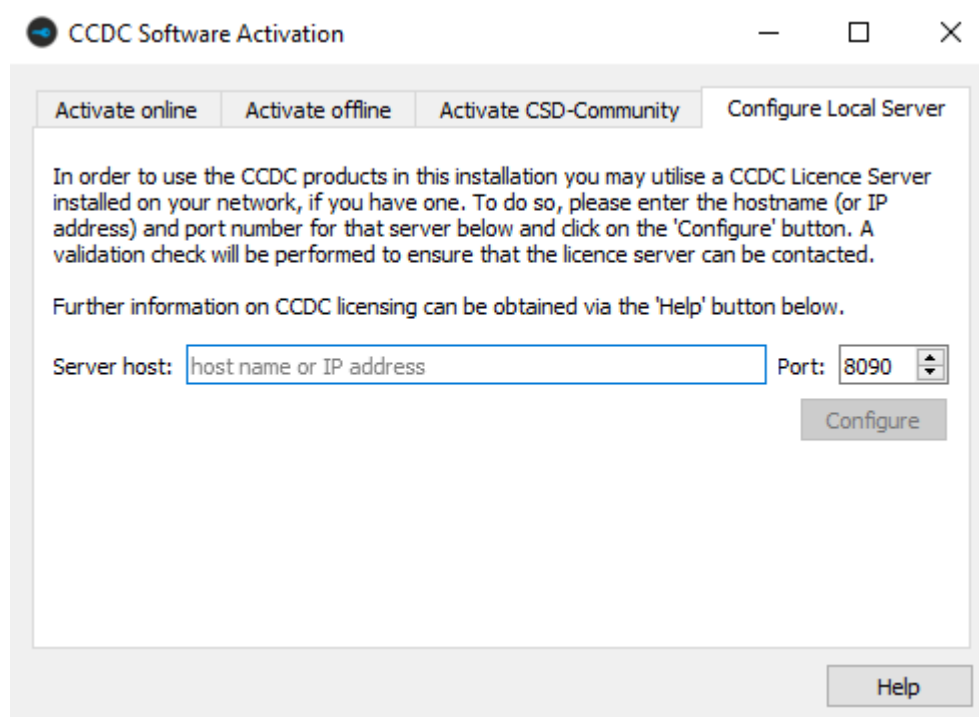 CCDC Software Activation
Activate online
Activate offline
Activate CSD-Community
Configure Local Server
In order to use the CCDC products in this installation you may utilise a CCDC Licence Server
installed on your network, if you have one. To do so, please enter the hostname (or IP
address) and port number for that server below and click on the 'Configure' button. A
validation check will be performed to ensure that the licence server can be contacted.
Further information on CCDC licensing can be obtained via the 'Help' button below.
Server host: host name or IP address Port: 8090
Configure
Help